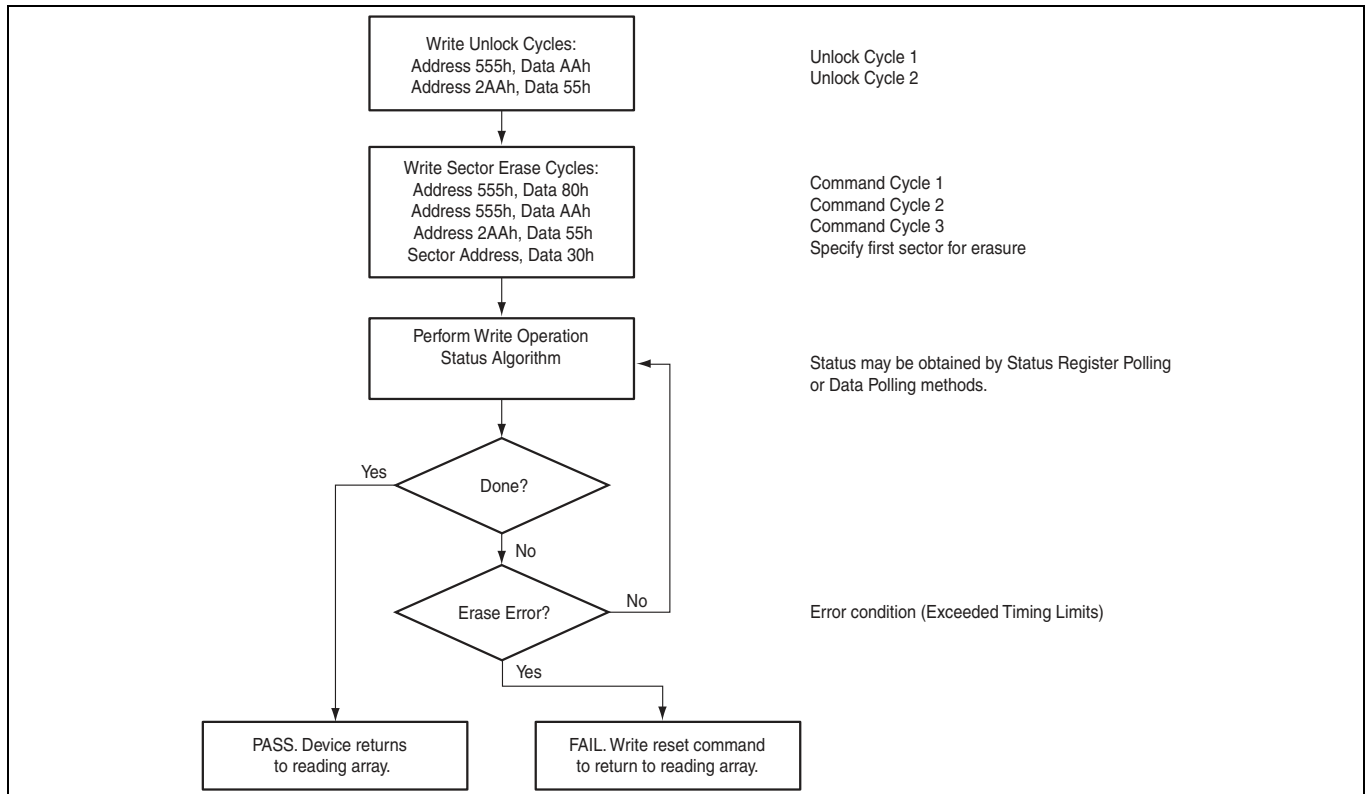 Write Unlock Cycles:
Address 555h, Data AAh
Address 2AAh, Data 55h
Unlock Cycle 1
Unlock Cycle 2
Write Sector Erase Cycles:
Address 555h, Data 80h
Address 555h, Data AAh
Address 2AAh, Data 55h
Sector Address, Data 30h
Command Cycle 1
Command Cycle 2
Command Cycle 3
Specify first sector for erasure
Perform Write Operation
Status Algorithm
Status may be obtained by Status Register Polling
or Data Polling methods.
Yes
Done?
No
Erase Error?
No
Error condition (Exceeded Timing Limits)
Yes
PASS. Device returns
to reading array.
FAIL. Write reset command
to return to reading array.